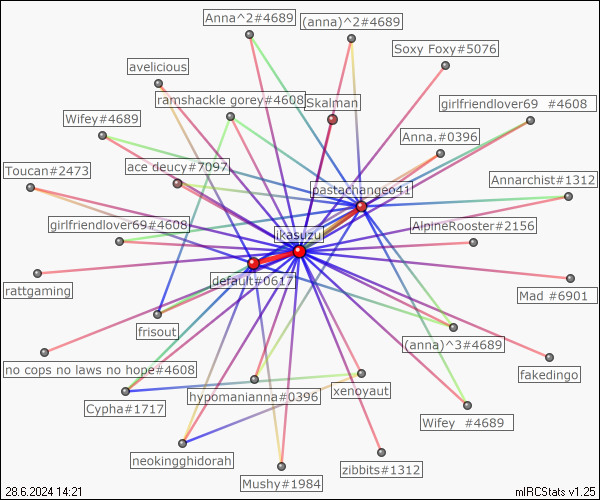 Anna^2#4689
(anna)^2#4689
Soxy Foxy#5076
avelicious
ramshackle gorey#4608
Skalman
girlfriendlover69 #4608
Wifey#4689
Anna.#0396
Toucan#2473
ace deucy#7097
pastachangeo41
Annarchist#1312
girlfriendlover69#4608
ikasuzu
AlpineRooster#2156
rattgaming
default#0617
Mad #6901
frisout
(anna)^3#4689
no cops no laws no hope#4608
fakedingo
Cypha#1717
hypomanianna#0396
xenoyaut
Wifey #4689
neokingghidorah
Mushy#1984
zibbits#1312
28.6.2024 14:21
mIRCStats v1.25